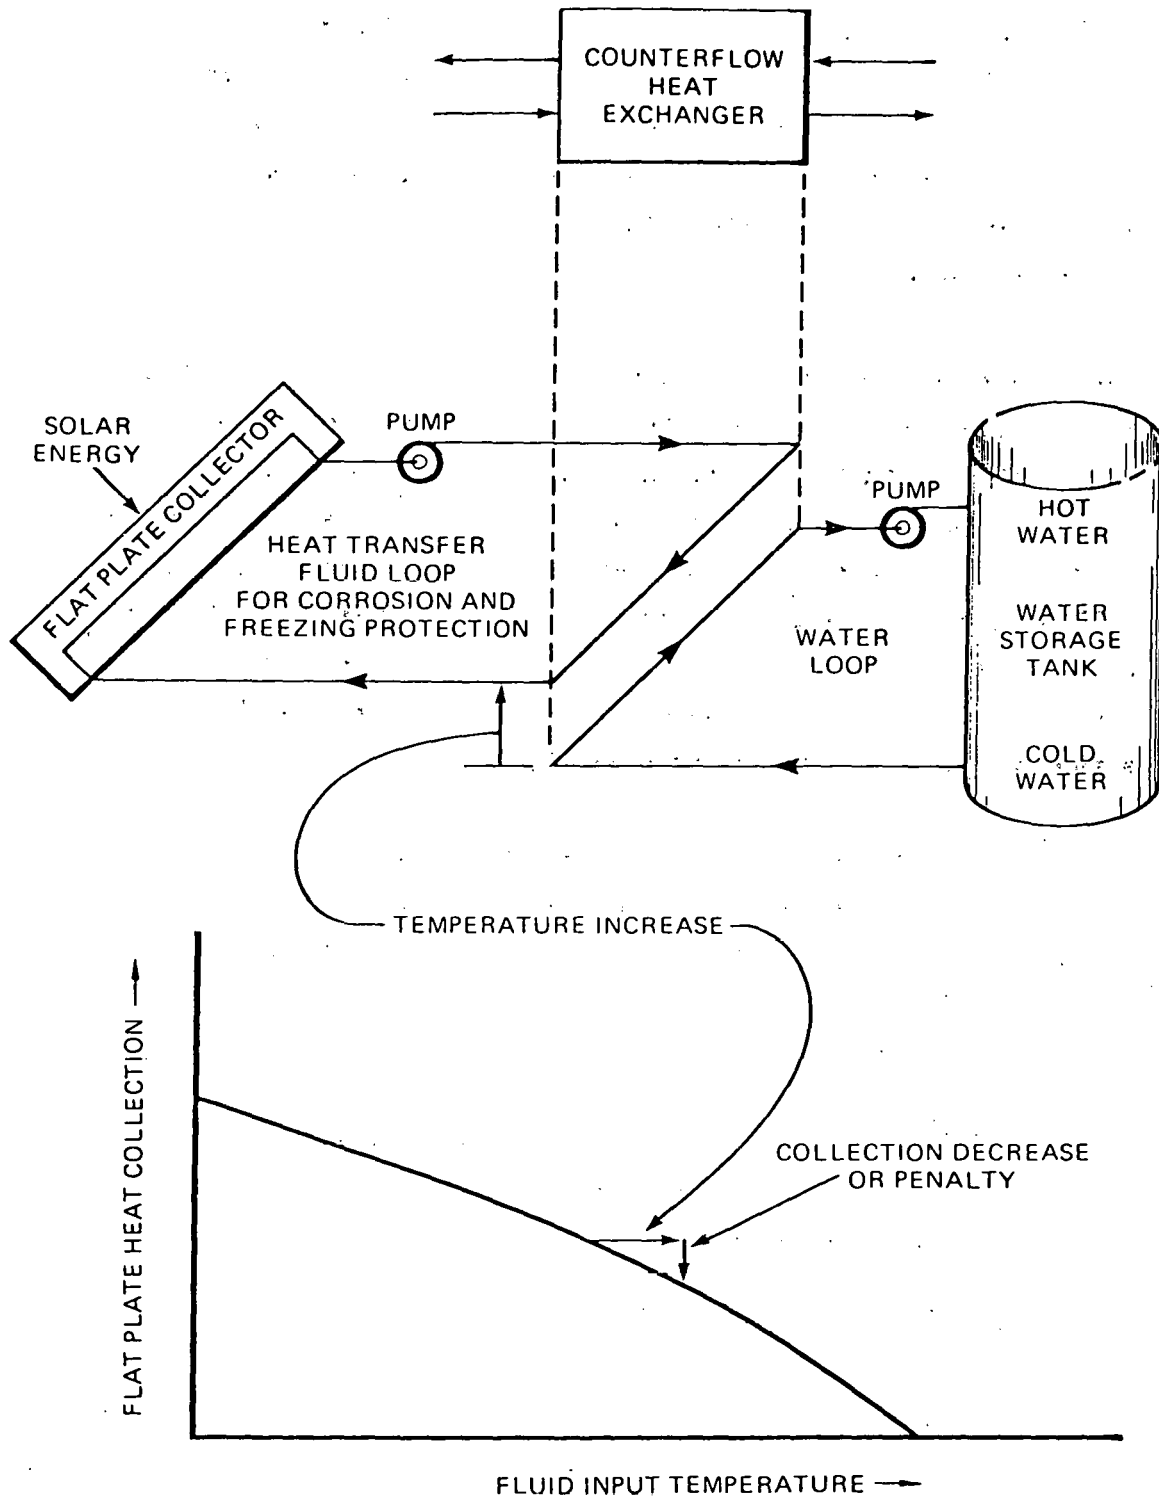 COUNTERFLOW
HEAT
EXCHANGER
SOLAR
ENERGY
FLAT PLATE COLLECTOR
PUMP
HEAT TRANSFER
FLUID LOOP
FOR CORROSION AND
FREEZING PROTECTION
PUMP
WATER
LOOP
HOT
WATER
WATER
STORAGE
TANK
COLD
WATER
TEMPERATURE INCREASE
FLAT PLATE HEAT COLLECTION
COLLECTION DECREASE
OR PENALTY
FLUID INPUT TEMPERATURE